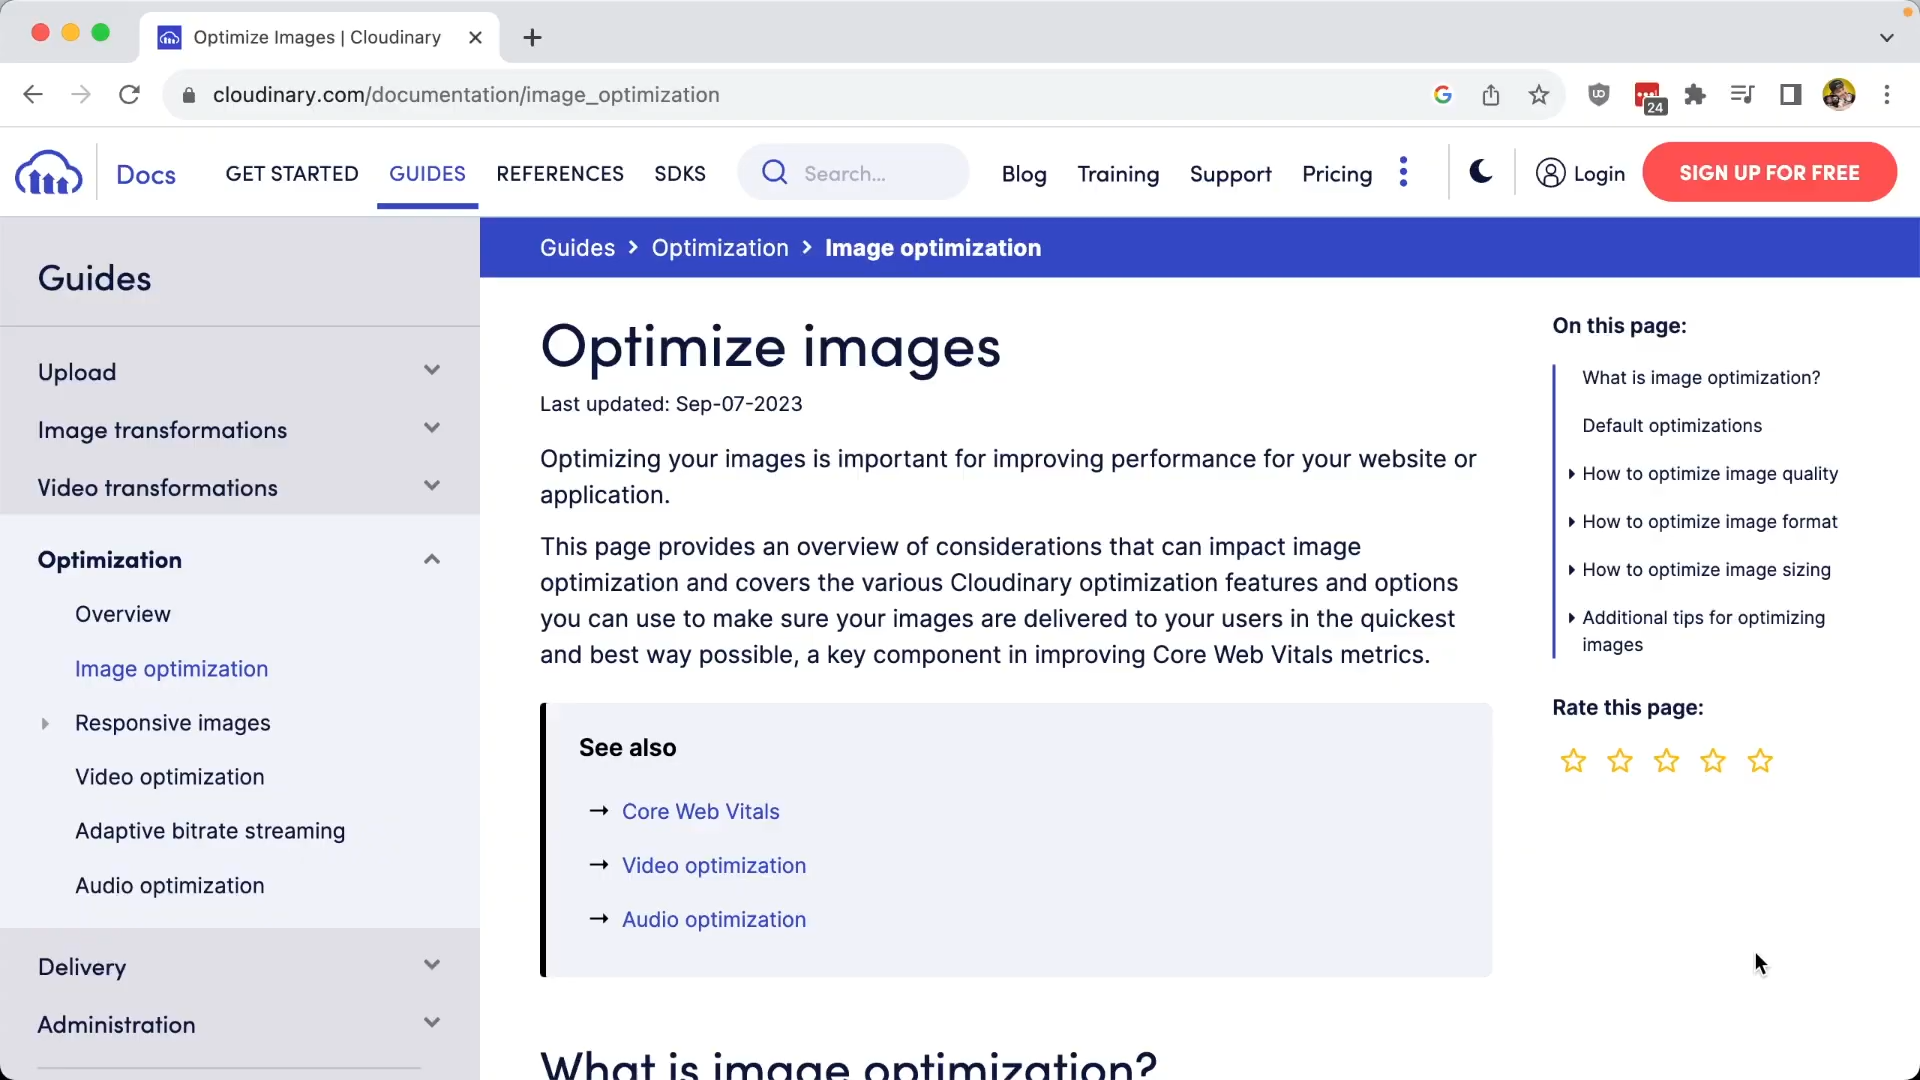 Optimize Images | Cloudinary
cloudinary.com/documentation/image_optimization
24
Docs
GET STARTED
GUIDES
REFERENCES
SDKS
Search...
Blog
Training
Support
Pricing
Login
SIGN UP FOR FREE
Guides > Optimization > Image optimization
Guides
Upload
Image transformations
Video transformations
Optimization
Overview
Image optimization
Responsive images
Video optimization
Adaptive bitrate streaming
Audio optimization
Delivery
Administration
Optimize images
Last updated: Sep-07-2023
Optimizing your images is important for improving performance for your website or
application.
This page provides an overview of considerations that can impact image
optimization and covers the various Cloudinary optimization features and options
you can use to make sure your images are delivered to your users in the quickest
and best way possible, a key component in improving Core Web Vitals metrics.
See also
→ Core Web Vitals
→ Video optimization
→ Audio optimization
What is image optimization?
On this page:
What is image optimization?
Default optimizations
How to optimize image quality
How to optimize image format
How to optimize image sizing
Additional tips for optimizing
images
Rate this page: